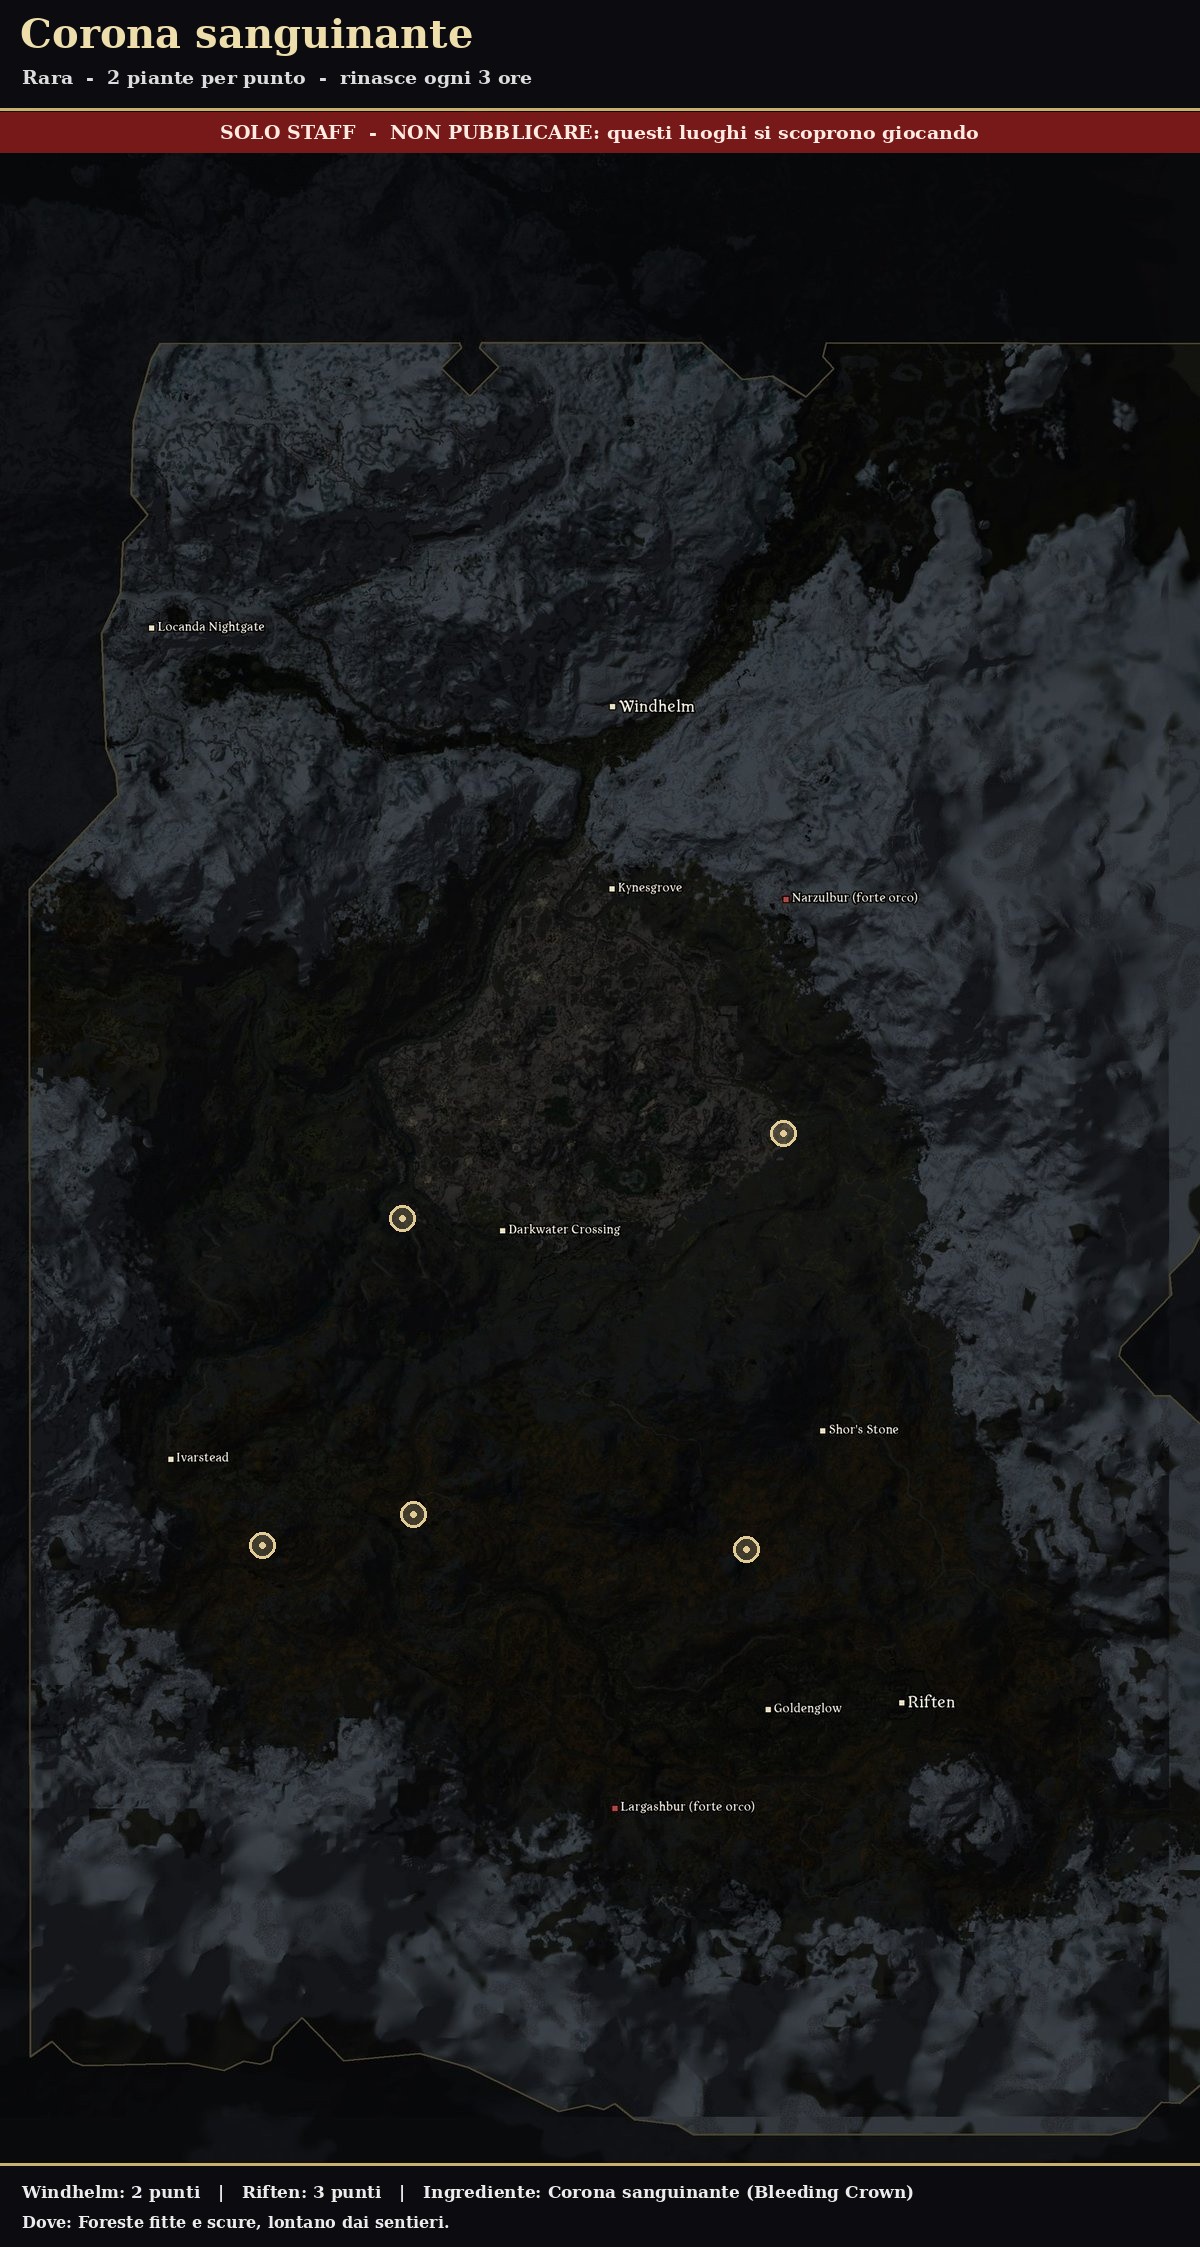 Corona sanguinante
Rara - 2 piante per punto - rinasce ogni 3 ore
SOLO STAFF - NON PUBBLICARE: questi luoghi si scoprono giocando
Locanda Nightgate
Windhelm
Kynesgrove
Narzulbur (forte orco)
Darkwater Crossing
Shor's Stone
Ivarstead
Goldenglow
Riften
Largashbur (forte orco)
Windhelm: 2 punti | Riften: 3 punti | Ingrediente: Corona sanguinante (Bleeding Crown)
Dove: Foreste fitte e scure, lontano dai sentieri.